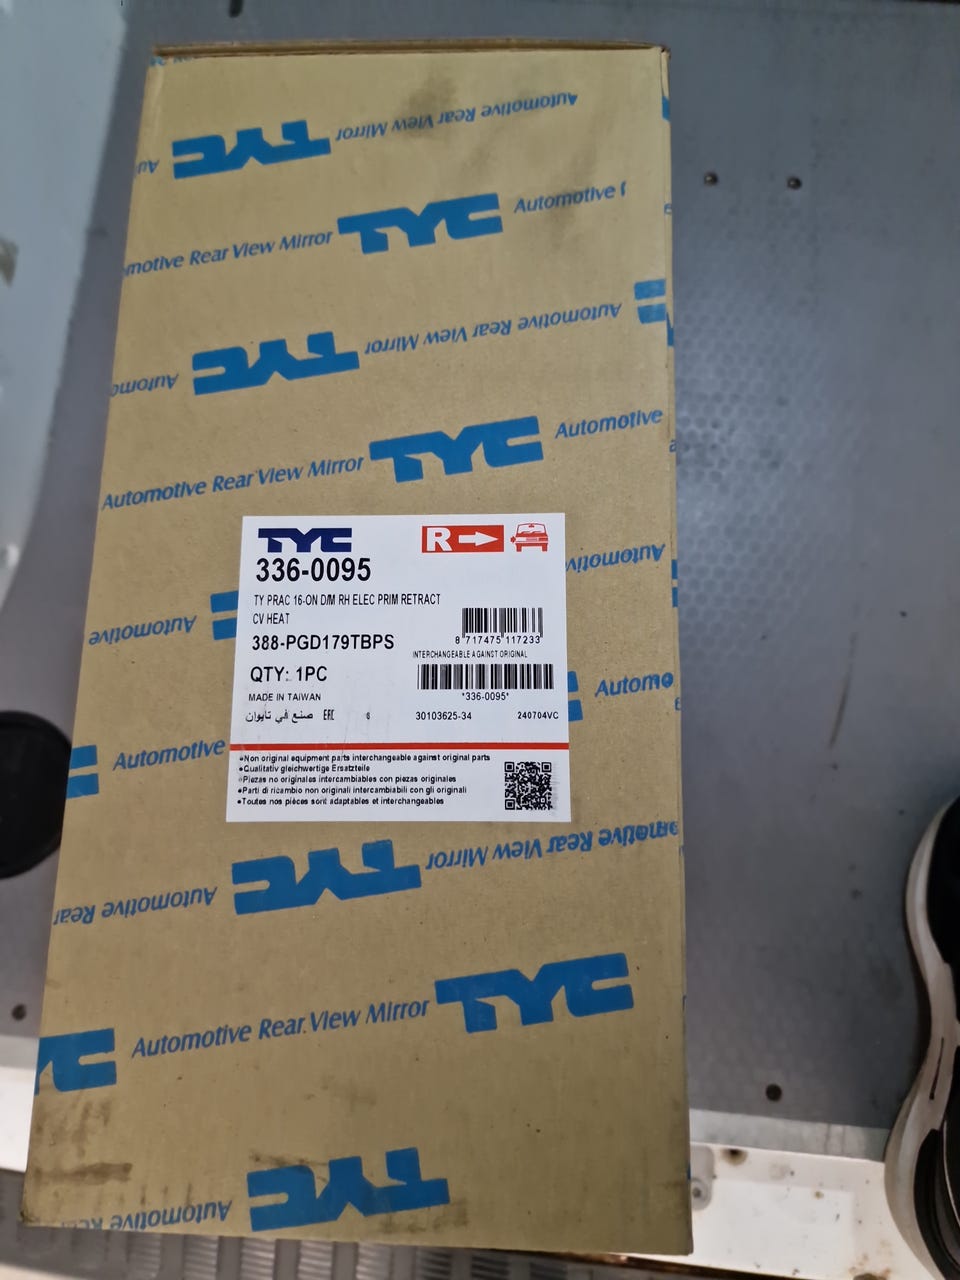 TYC Automotive Rear View Mirror
Automotive
motive Rear View Mirror TYC Automotive
TYC Automotive Rear View Mirror
Automotive Rear View Mirror TYC Automotive
TYC
R
336-0095
TY PRAC 16-ON D/M RH ELEC PRIM RETRACT
CV HEAT
388-PGD179TBPS
8 717475 117233
INTERCHANGEABLE AGAINST ORIGINAL
QTY: 1PC
*336-0095*
MADE IN TAIWAN
صنع في تايوان EAC 6 30103625-34 240704VC
•Non original equipment parts interchangeable against original parts
•Qualitativ gleichwertige Ersatzteile
•Piezas no originales intercambiables con piezas originales
•Parti di ricambio non originali intercambiabili con gli originali
•Toutes nos pièces sont adaptables et interchangeables
Automotive
Automotive
Automotive
TYC Automotive Rear View Mirror
Automotive Rear
Automotive Rear View Mirror TYC
TYC
Automotive